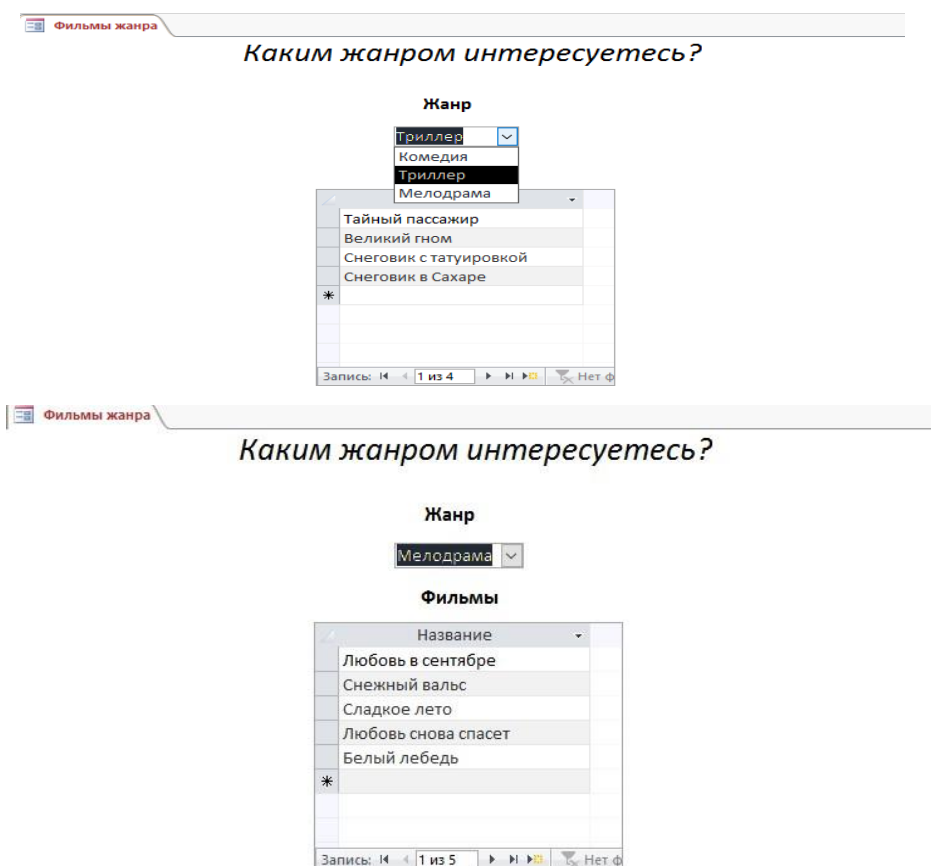 Фильмы жанра
Каким жанром интересуетесь?
Жанр
Триллер
Комедия
Триллер
Мелодрама
Тайный пассажир
Великий гном
Снеговик с татуировкой
Снеговик в Сахаре
Запись: 1 из 4 Нет ф
Фильмы жанра
Каким жанром интересуетесь?
Жанр
Мелодрама
Фильмы
Название
Любовь в сентябре
Снежный вальс
Сладкое лето
Любовь снова спасет
Белый лебедь
Запись: 1 из 5 Нет ф